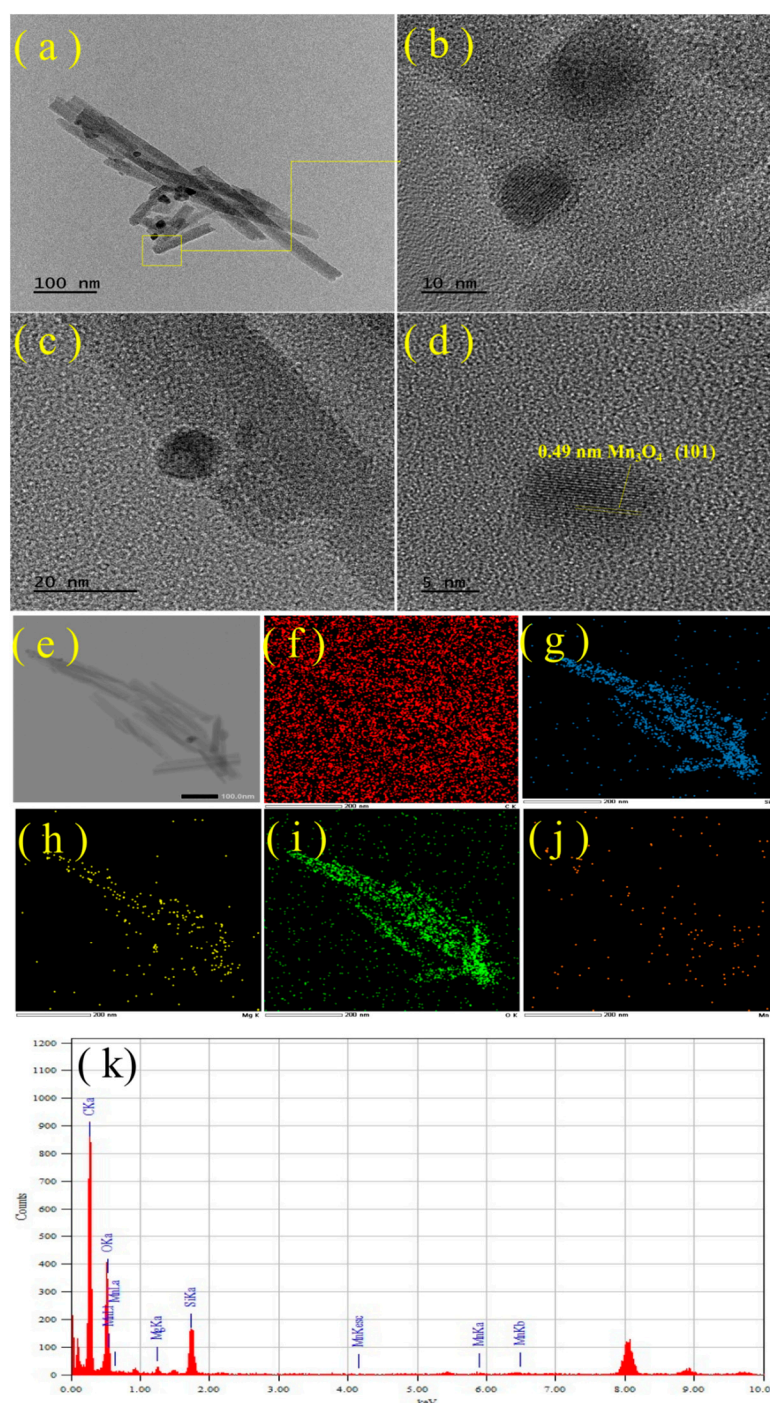 ( a )
100 nm
( b )
10 nm
( c )
20 nm
( d )
0.49 nm Mn₃O₄ (101)
5 nm
( e )
100.0nm
( f )
200 nm
C K
( g )
200 nm
( h )
200 nm
Mg K
( i )
200 nm
O K
( j )
200 nm
Mn
( k )
Counts
1200
1100
1000
900
800
700
600
500
400
300
200
100
0
CKa
OKa
MnLa
MgKa
SiKa
MnKesc
MnKa
MnKb
0.00
1.00
2.00
3.00
4.00
5.00
6.00
7.00
8.00
9.00
10.0